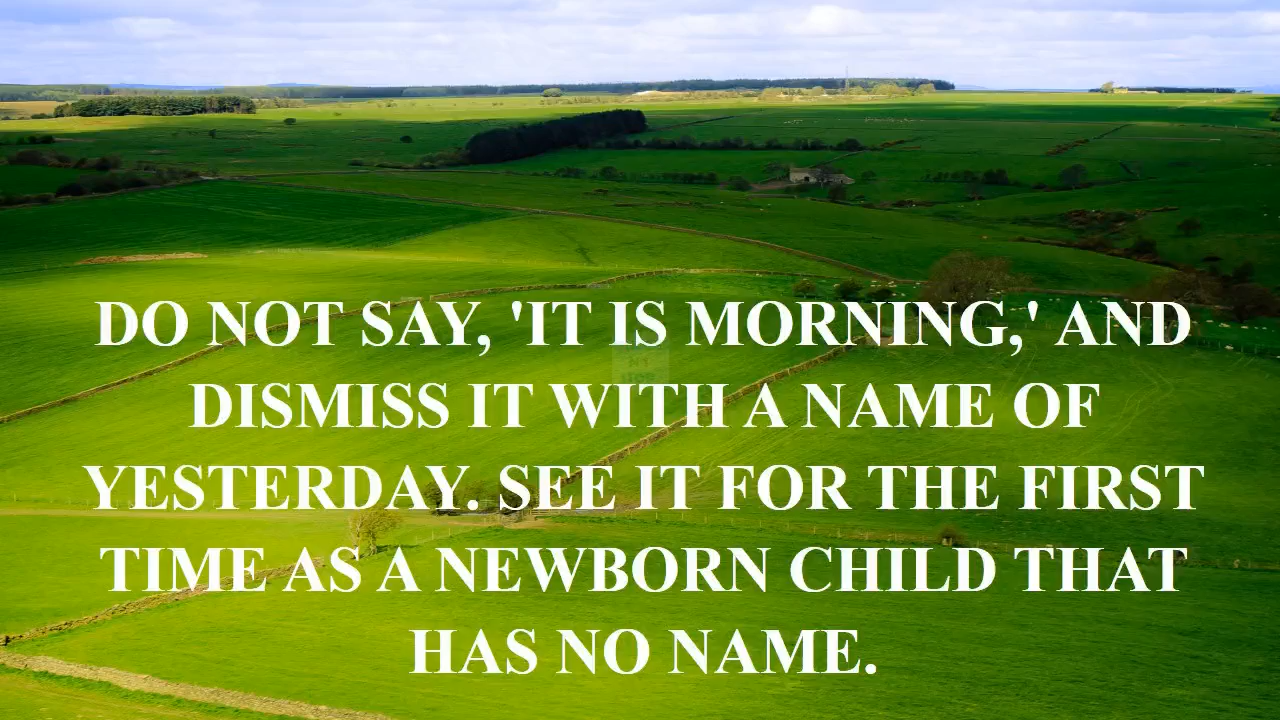 DO NOT SAY, 'IT IS MORNING,' AND
DISMISS IT WITH A NAME OF
YESTERDAY. SEE IT FOR THE FIRST
TIME AS A NEWBORN CHILD THAT
HAS NO NAME.